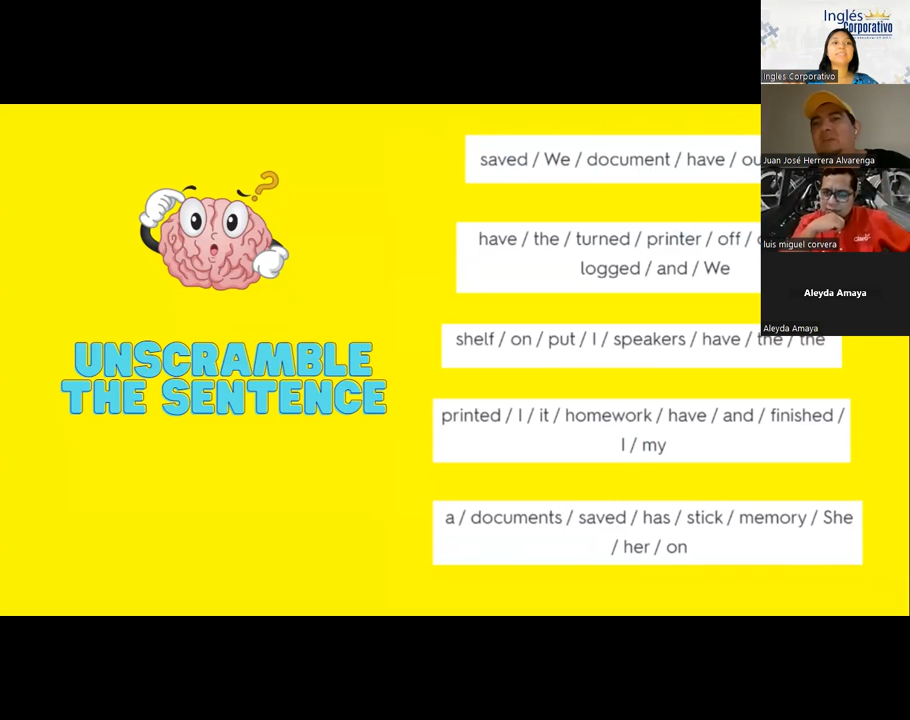 Inglés
Corporativo
Ingles Corporativo
Juan José Herrera Alvarenga
luis miguel corvera
Aleyda Amaya
Aleyda Amaya
UNSCRAMBLE
THE SENTENCE
saved / We / document / have /
have / the / turned / printer / off /
logged / and / We
shelf / on / put / I / speakers / have / the / the
printed / I / it / homework / have / and / finished /
I / my
a / documents / saved / has / stick / memory / She
/ her / on